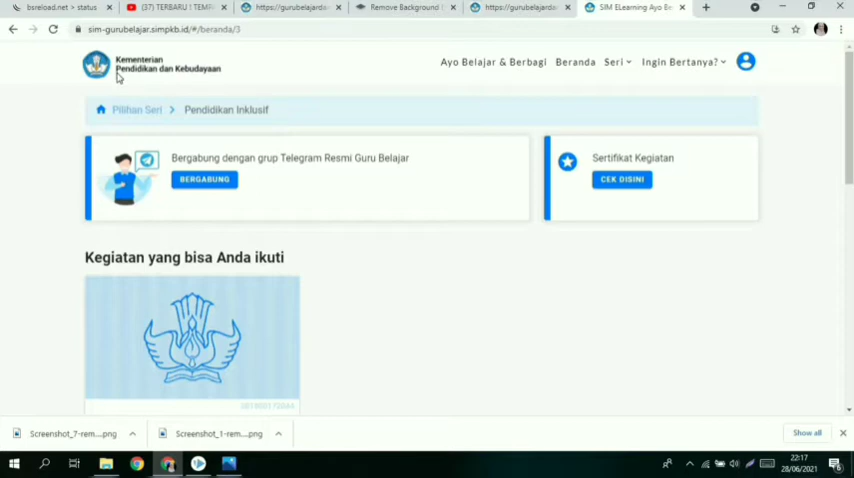 bsreload.net > status
(37) TERBARU ! TEMP
https://gurubelajarda
Remove Background
https://gurubelajarda
SIM ELearning Ayo Be
sim-gurubelajar.simpkb.id/#/beranda/3
Kementerian
Pendidikan dan Kebudayaan
Ayo Belajar & Berbagi Beranda Seri Ingin Bertanya?
Pilihan Seri > Pendidikan Inklusif
Bergabung dengan grup Telegram Resmi Guru Belajar
BERGABUNG
Sertifikat Kegiatan
CEK DISINI
Kegiatan yang bisa Anda ikuti
Screenshot_7-rem....png
Screenshot_1-rem....png
Show all
22:17
28/06/2021